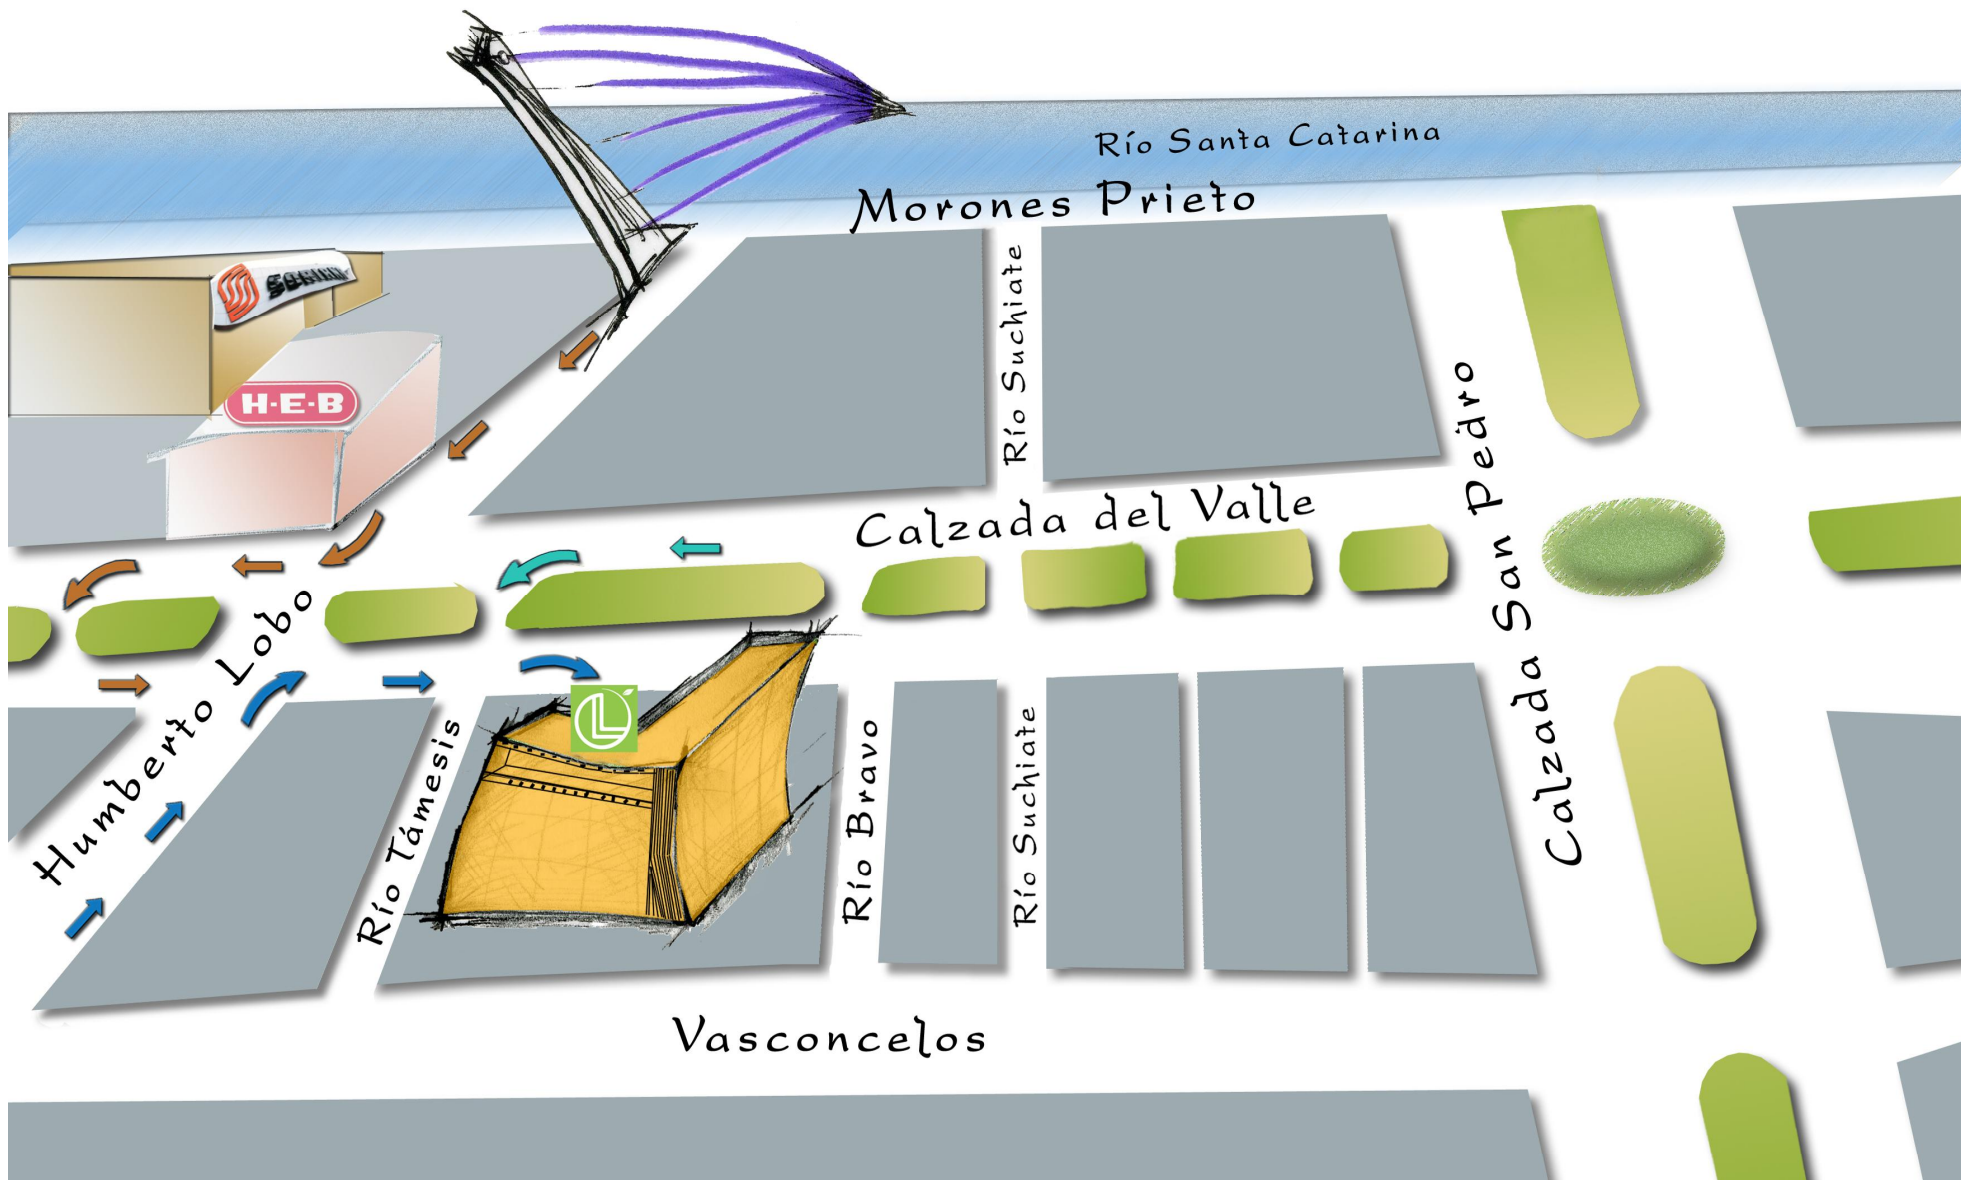 Río Santa Catarina
Morones Prieto
Río Suchiate
H-E-B
Calzada del Valle
Calzada San Pedro
Humberto Lobo
Río Támesis
L
Río Bravo
Río Suchiate
Vasconcelos